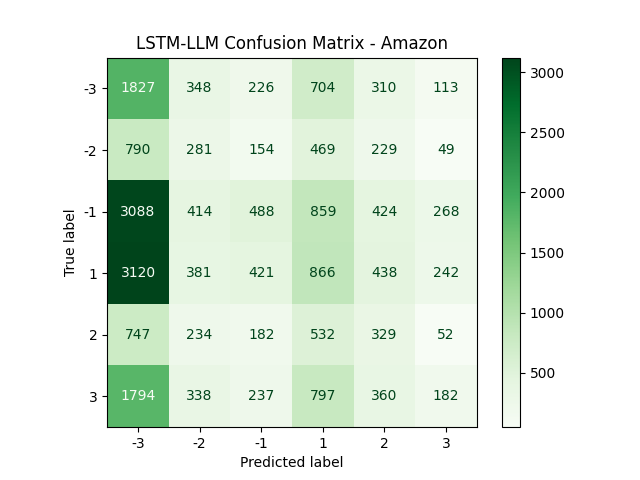 LSTM-LLM Confusion Matrix - Amazon
-3 1827 348 226 704 310 113
-2 790 281 154 469 229 49
-1 3088 414 488 859 424 268
1 3120 381 421 866 438 242
2 747 234 182 532 329 52
3 1794 338 237 797 360 182
-3 -2 -1 1 2 3
Predicted label
True label
3000
2500
2000
1500
1000
500